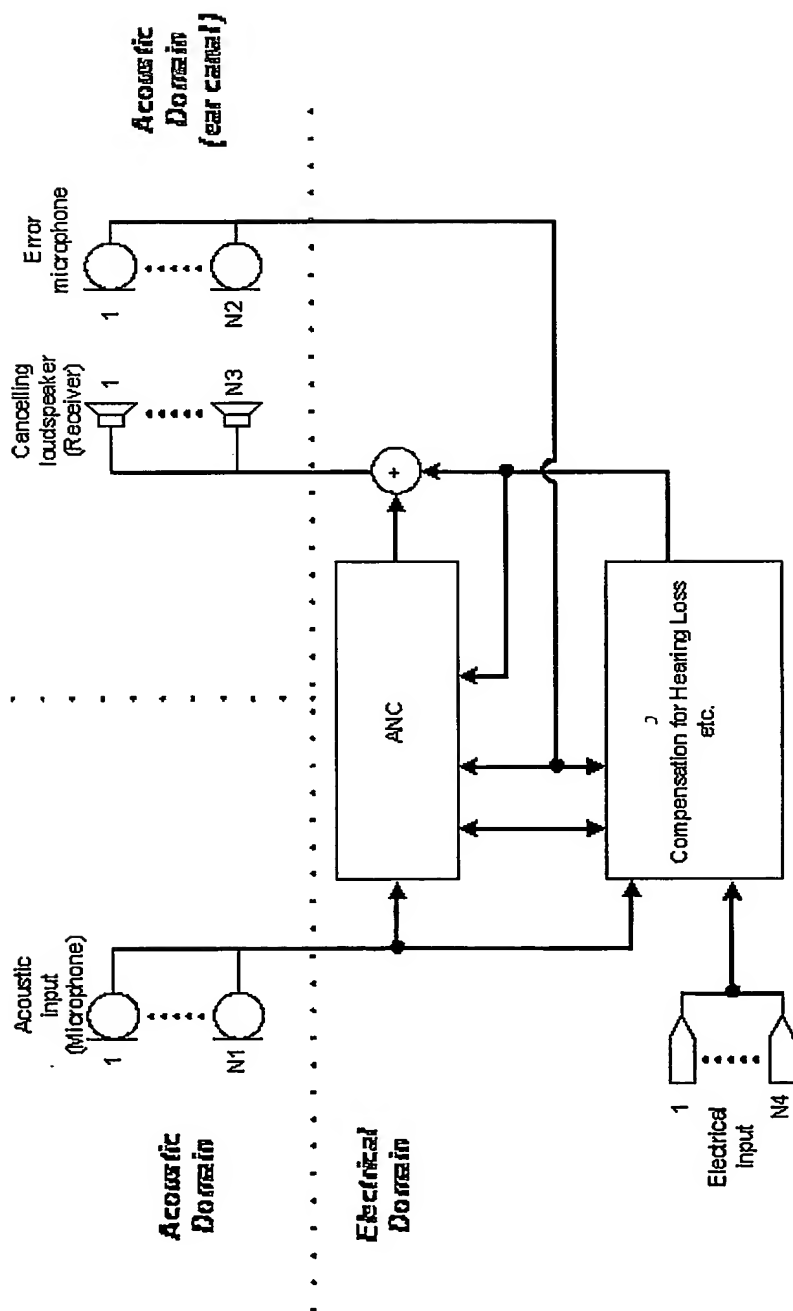 Acoustic
input
(Microphone)
1
N1
Cancelling
loudspeaker
(Receiver)
1
N3
Error
microphone
1
N2
Acoustic
Domain
Acoustic
Domain
(ear canal)
Electrical
Domain
ANC
+
Compensation for Hearing Loss
etc.
1
N4
Electrical
input